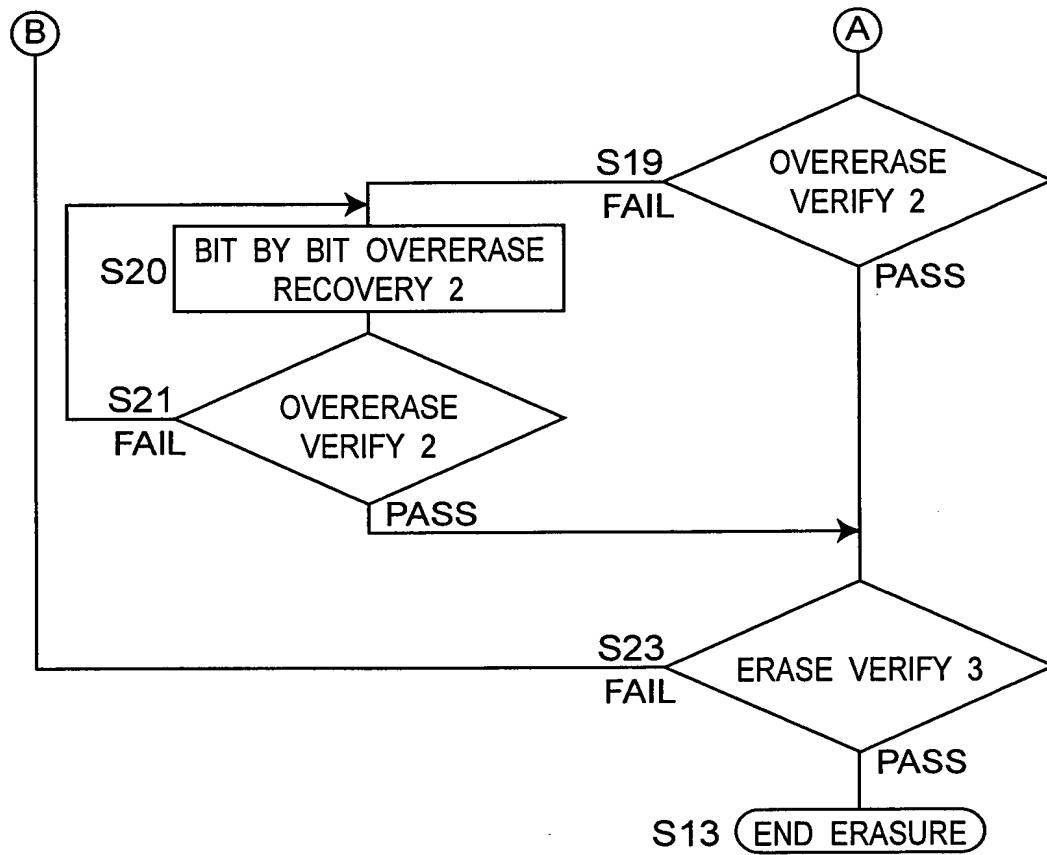 B
A
S19
FAIL
OVERERASE
VERIFY 2
PASS
S20
BIT BY BIT OVERERASE
RECOVERY 2
S21
FAIL
OVERERASE
VERIFY 2
PASS
S23
FAIL
ERASE VERIFY 3
PASS
S13
END ERASURE